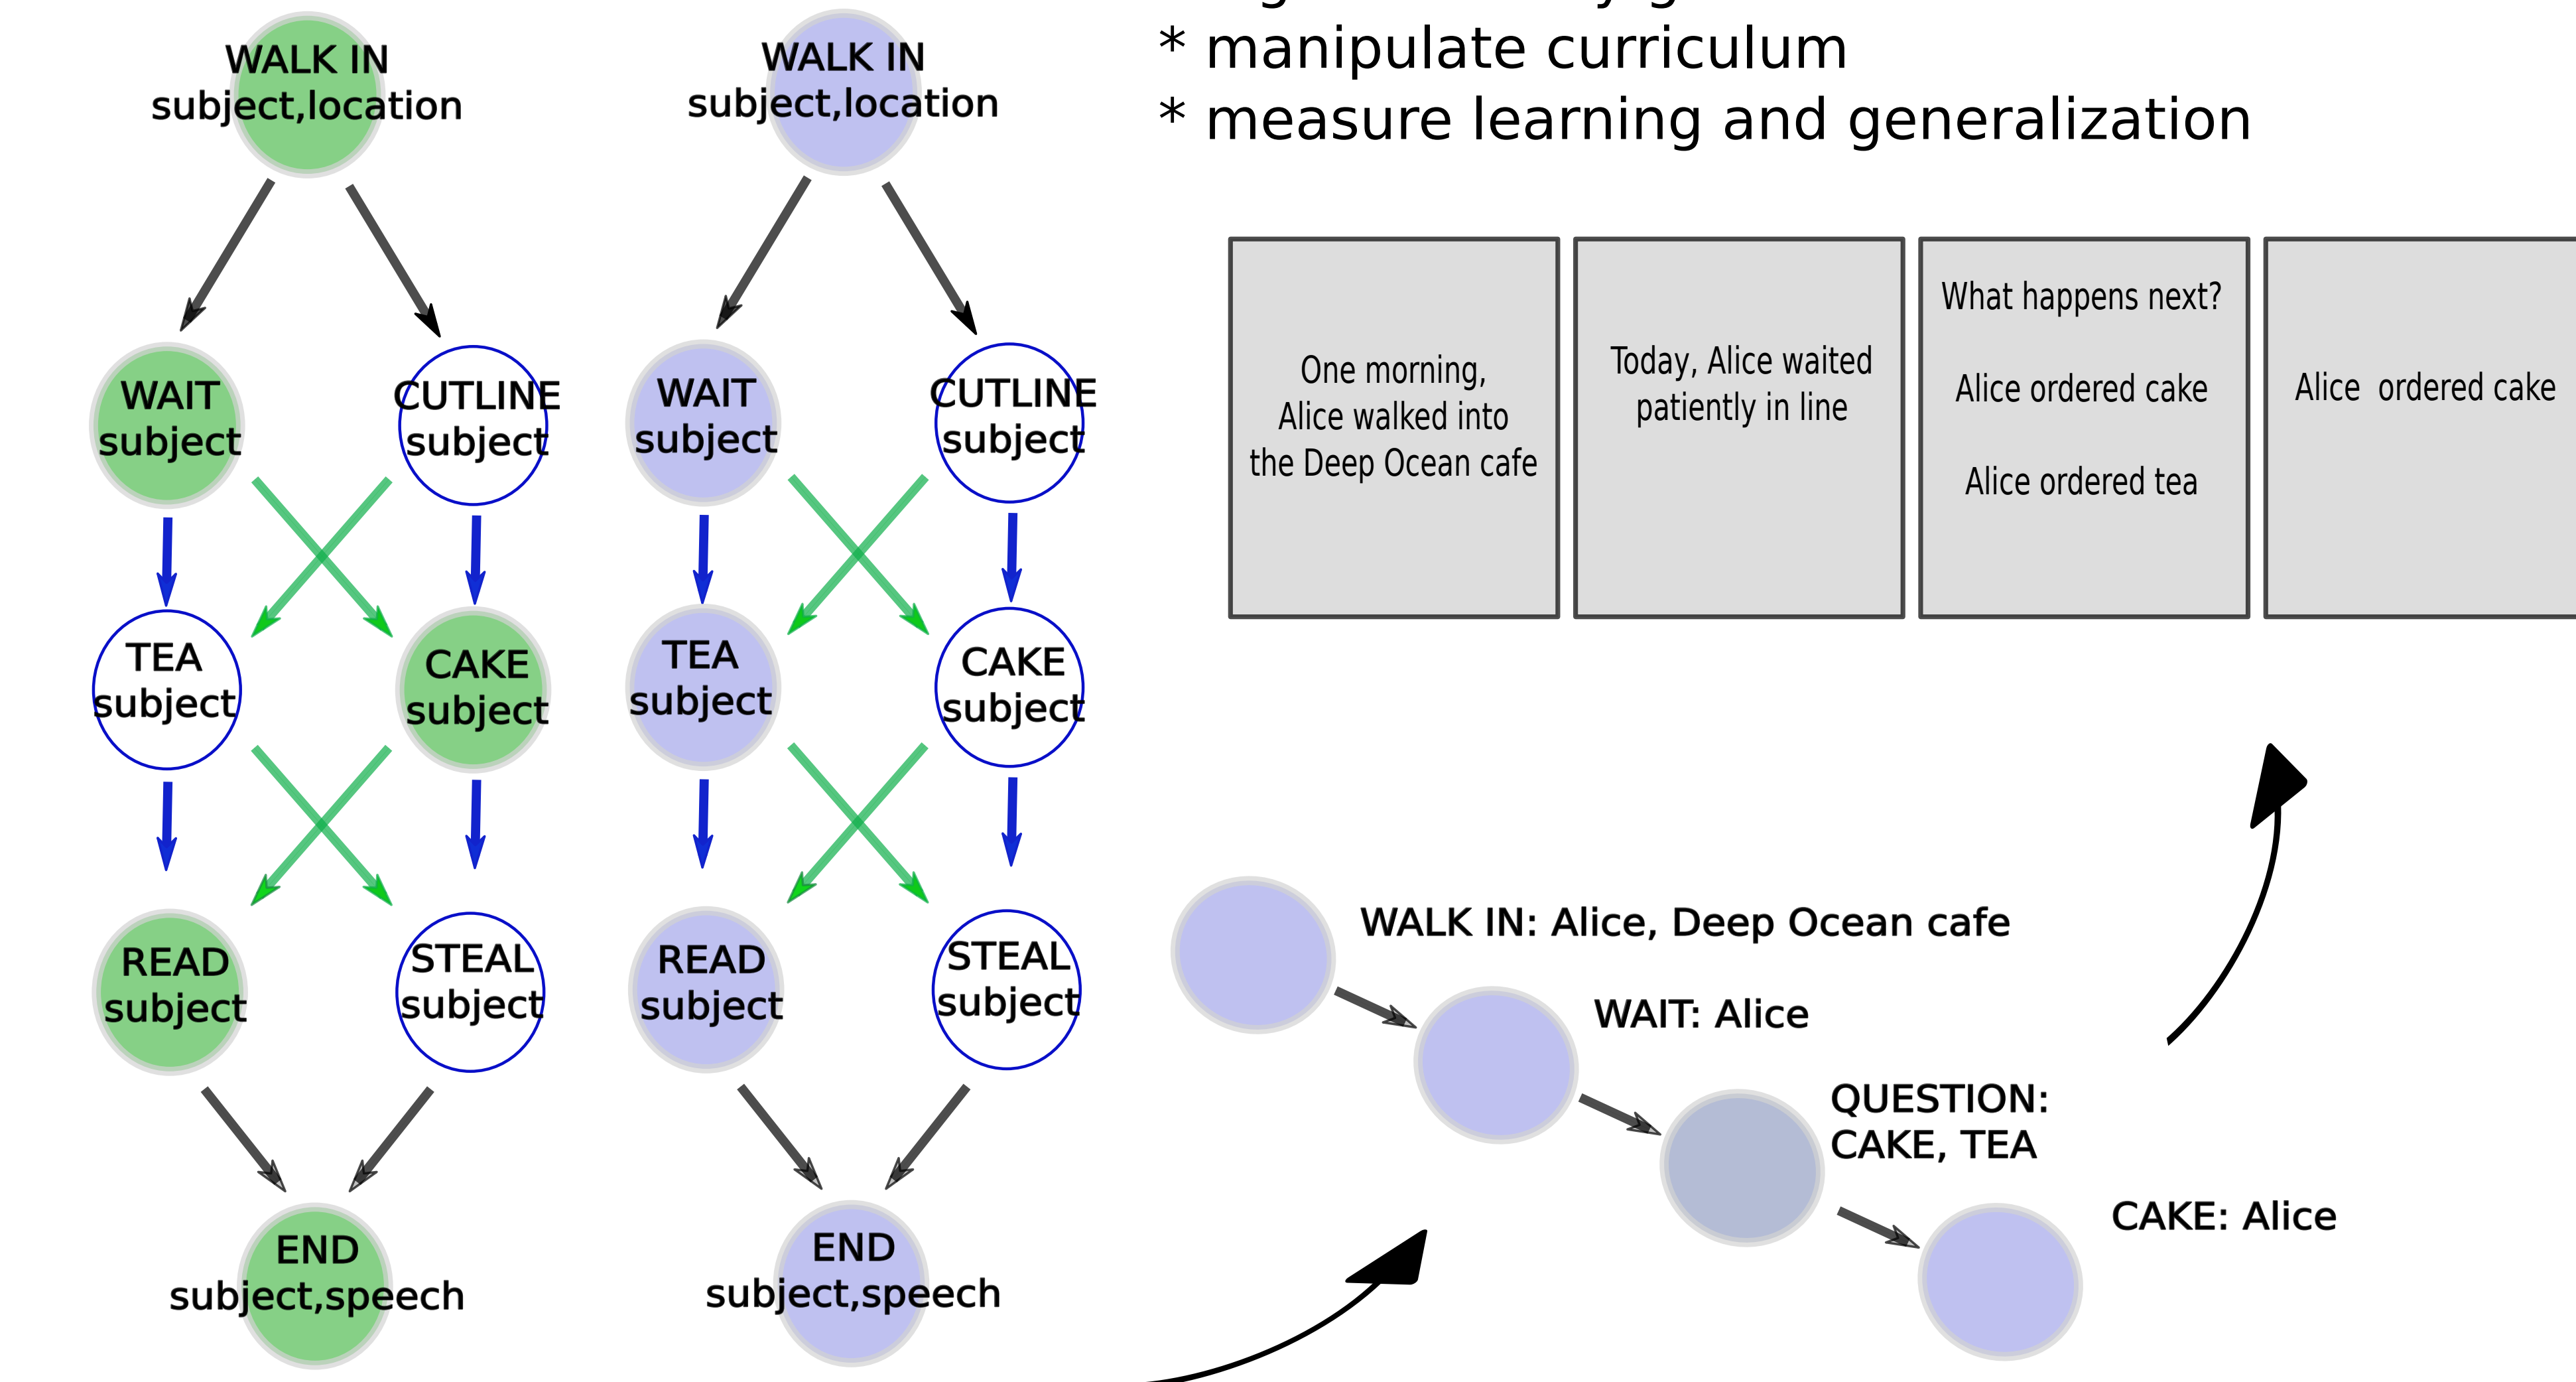 WALK IN
subject,location
WAIT
subject
CUTLINE
subject
TEA
subject
CAKE
subject
READ
subject
STEAL
subject
END
subject,speech
WALK IN
subject,location
WAIT
subject
CUTLINE
subject
TEA
subject
CAKE
subject
READ
subject
STEAL
subject
END
subject,speech
* manipulate curriculum
* measure learning and generalization
One morning,
Alice walked into
the Deep Ocean cafe
Today, Alice waited
patiently in line
What happens next?
Alice ordered cake
Alice ordered tea
Alice ordered cake
WALK IN: Alice, Deep Ocean cafe
WAIT: Alice
QUESTION:
CAKE, TEA
CAKE: Alice